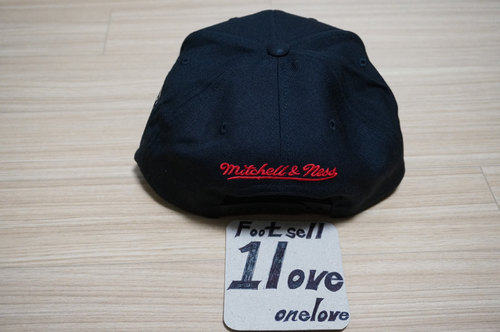 Mitchell & Ness
Foot sell
1love
onelove